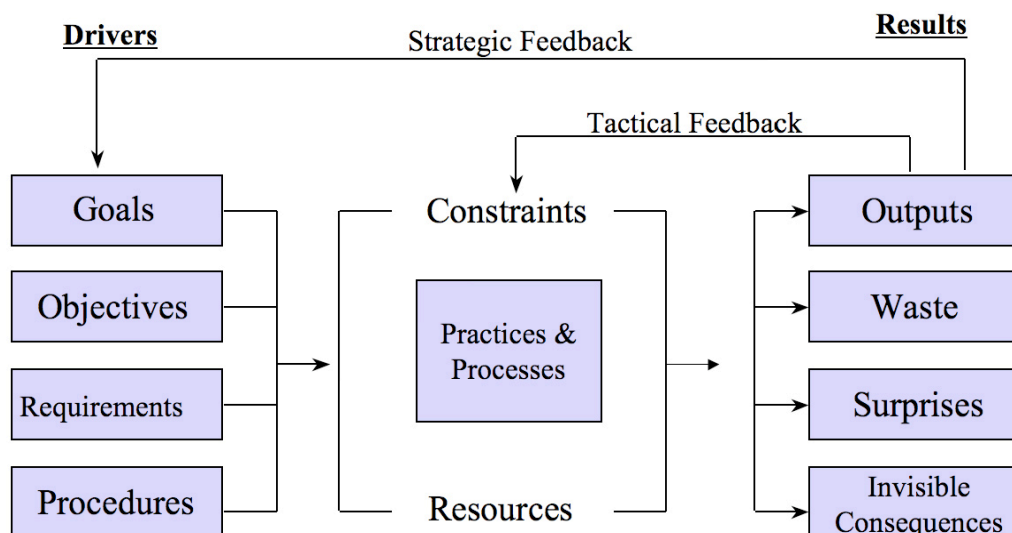 Drivers
Strategic Feedback
Results
Tactical Feedback
Goals
Constraints
Outputs
Objectives
Practices &
Processes
Waste
Requirements
Surprises
Procedures
Resources
Invisible
Consequences